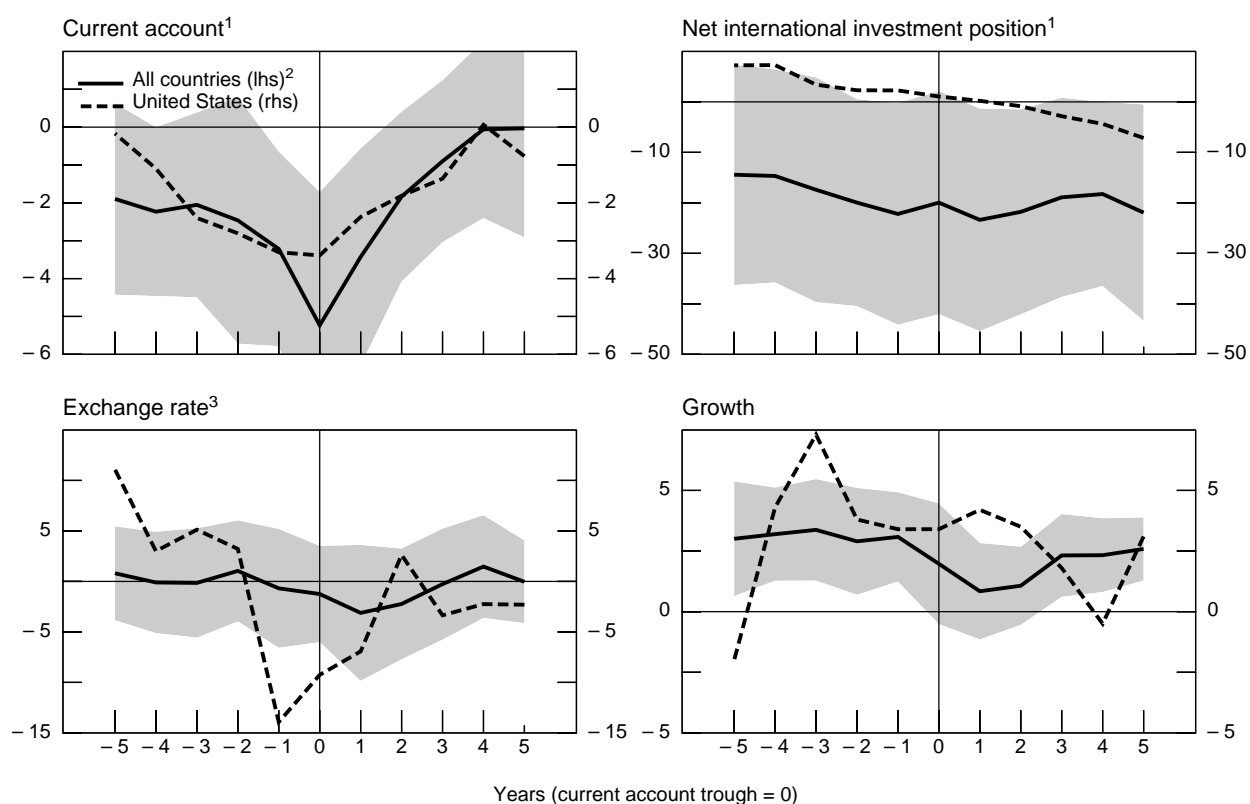 Current account¹
Net international investment position¹
All countries (lhs)²
United States (rhs)
0
0
– 10
– 10
– 2
– 2
– 30
– 30
– 4
– 4
– 6
– 6
– 50
– 50
Exchange rate³
Growth
5
5
5
5
0
0
– 5
– 5
– 15
– 15
– 5
– 5
– 5 – 4 – 3 – 2 – 1 0 1 2 3 4 5
– 5 – 4 – 3 – 2 – 1 0 1 2 3 4 5
Years (current account trough = 0)